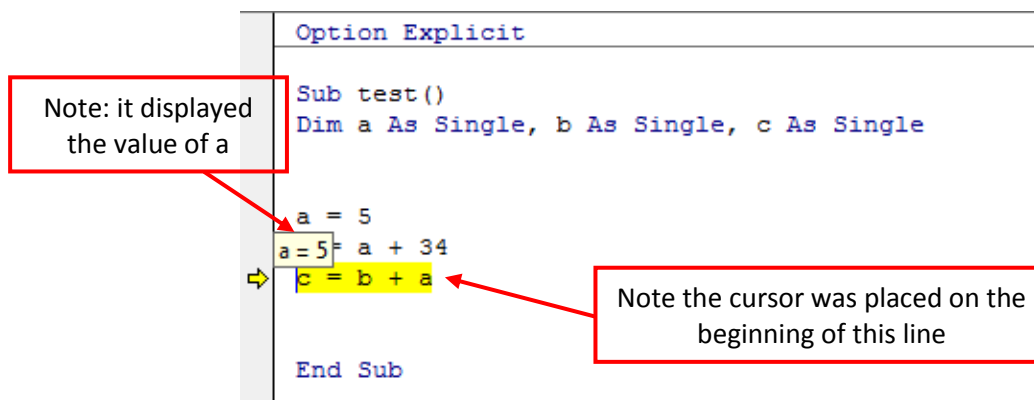 Option Explicit
Sub test()
Dim a As Single, b As Single, c As Single
Note: it displayed
the value of a
a = 5
a = 5 = a + 34
c = b + a
Note the cursor was placed on the
beginning of this line
End Sub